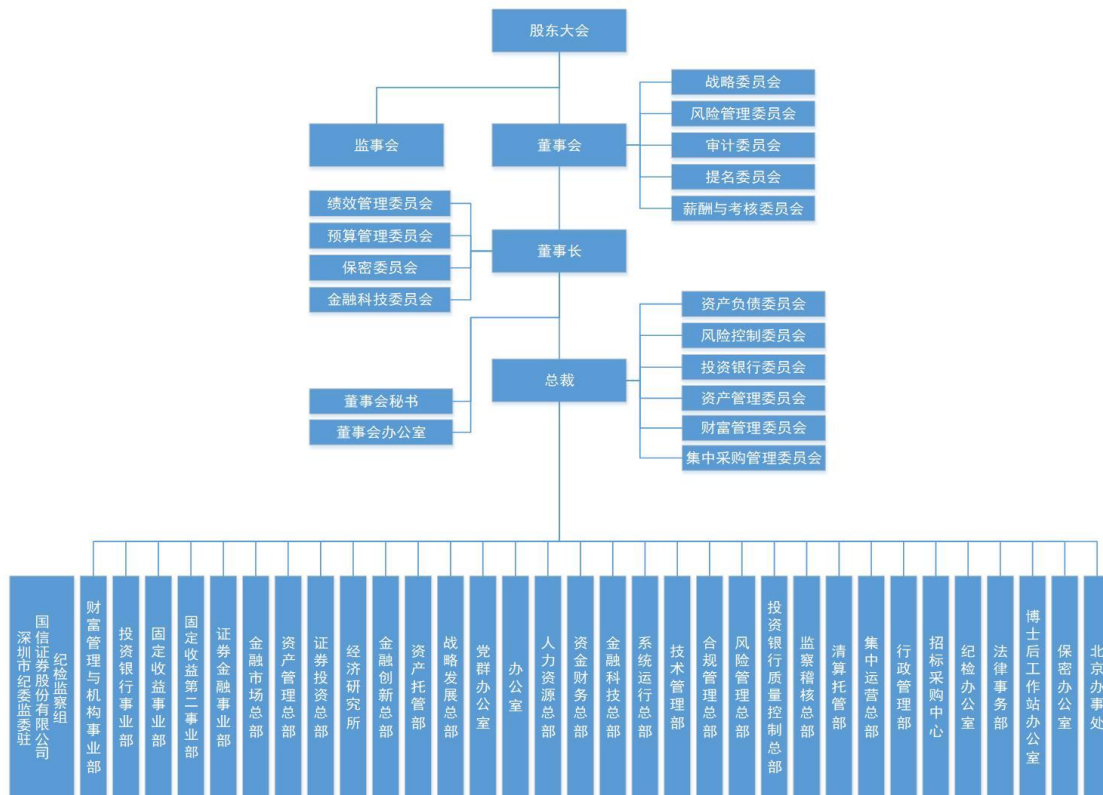 股东大会
监事会
董事会
战略委员会
风险管理委员会
审计委员会
提名委员会
薪酬与考核委员会
绩效管理委员会
预算管理委员会
保密委员会
金融科技委员会
董事长
资产负债委员会
风险控制委员会
投资银行委员会
资产管理委员会
财富管理委员会
集中采购管理委员会
总裁
董事会秘书
董事会办公室
深圳市纪委监委驻
国信证券股份有限公司
纪检监察组
财富管理与机构事业部
投资银行事业部
固定收益事业部
固定收益第二事业部
证券金融事业部
金融市场总部
资产管理总部
证券投资总部
经济研究所
金融创新总部
资产托管部
战略发展总部
党群办公室
办公室
人力资源总部
资金财务总部
金融科技总部
系统运行总部
技术管理部
合规管理总部
风险管理总部
投资银行质量控制总部
监察稽核总部
清算托管部
集中运营总部
行政管理部
招标采购中心
纪检办公室
法律事务部
博士后工作站办公室
保密办公室
北京办事处